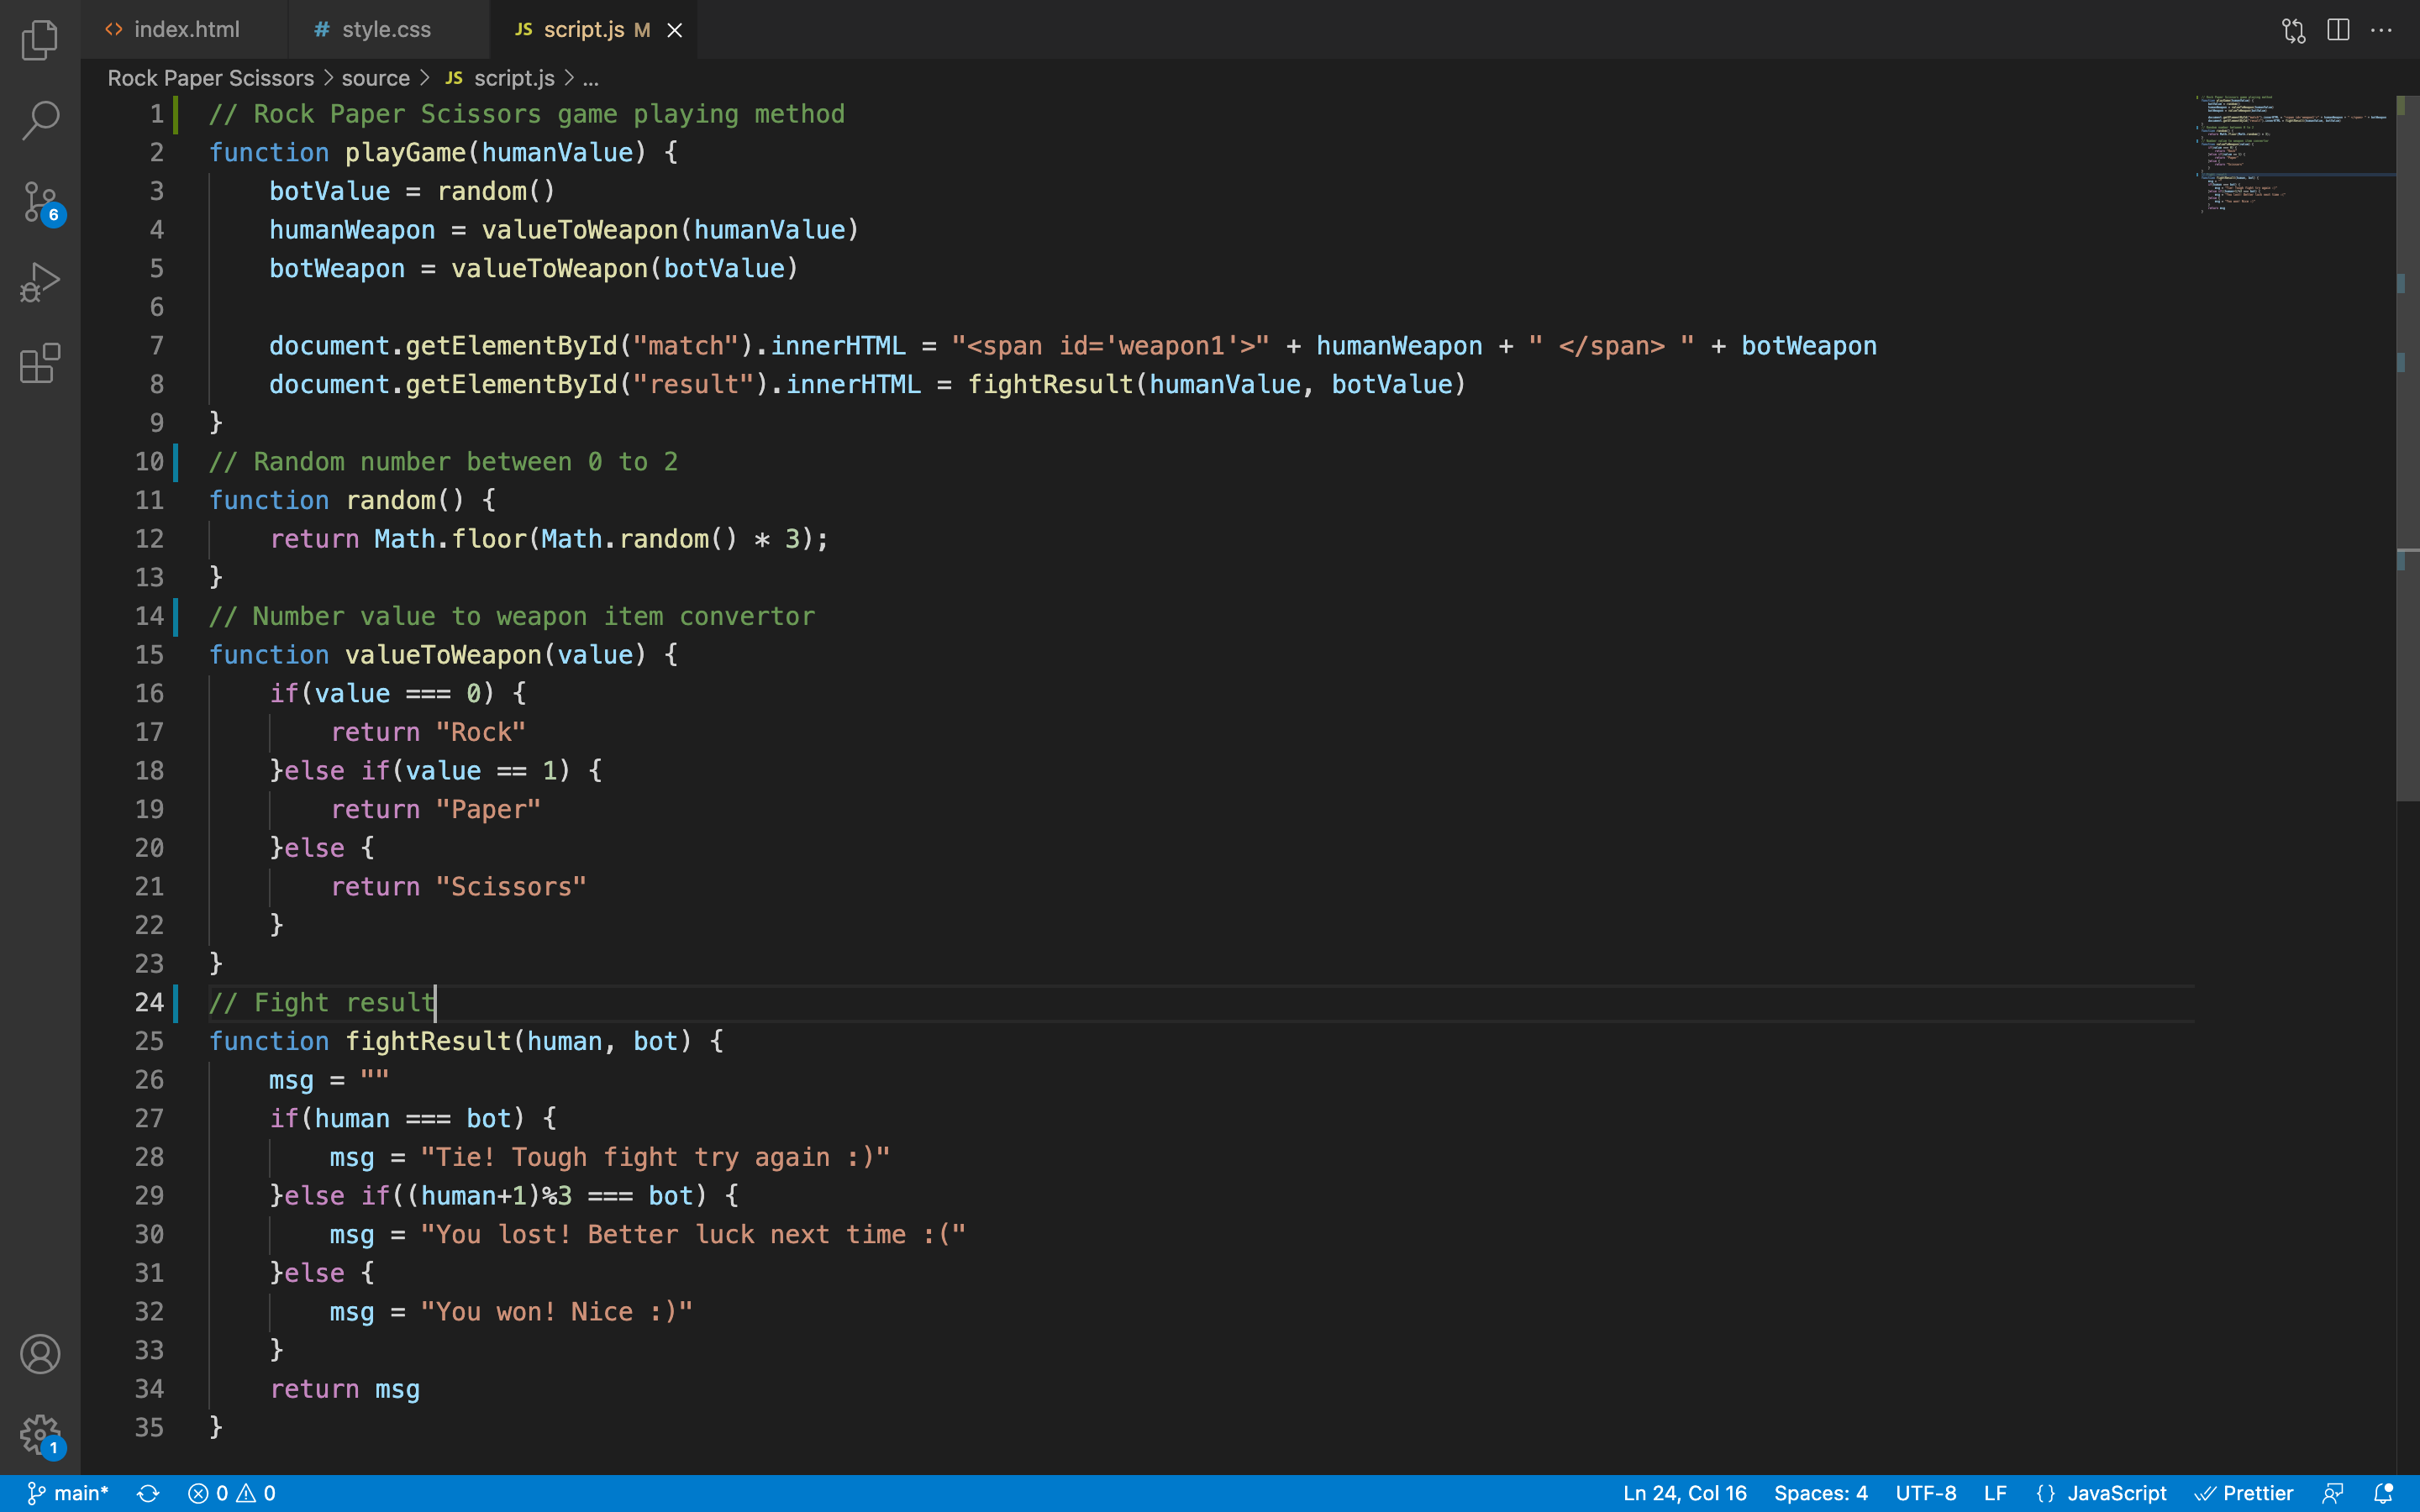 index.html
# style.css
JS script.js M
Rock Paper Scissors > source > JS script.js > ...
1 // Rock Paper Scissors game playing method
2 function playGame(humanValue) {
3     botValue = random()
4     humanWeapon = valueToWeapon(humanValue)
5     botWeapon = valueToWeapon(botValue)
6
7     document.getElementById("match").innerHTML = "<span id='weapon1'>" + humanWeapon + " </span> " + botWeapon
8     document.getElementById("result").innerHTML = fightResult(humanValue, botValue)
9 }
10 // Random number between 0 to 2
11 function random() {
12     return Math.floor(Math.random() * 3);
13 }
14 // Number value to weapon item convertor
15 function valueToWeapon(value) {
16     if(value === 0) {
17         return "Rock"
18     }else if(value == 1) {
19         return "Paper"
20     }else {
21         return "Scissors"
22     }
23 }
24 // Fight result
25 function fightResult(human, bot) {
26     msg = ""
27     if(human === bot) {
28         msg = "Tie! Tough fight try again :)"
29     }else if((human+1)%3 === bot) {
30         msg = "You lost! Better luck next time :("
31     }else {
32         msg = "You won! Nice :)"
33     }
34     return msg
35 }
6
1
main* 0 0 Ln 24, Col 16 Spaces: 4 UTF-8 LF {} JavaScript Prettier